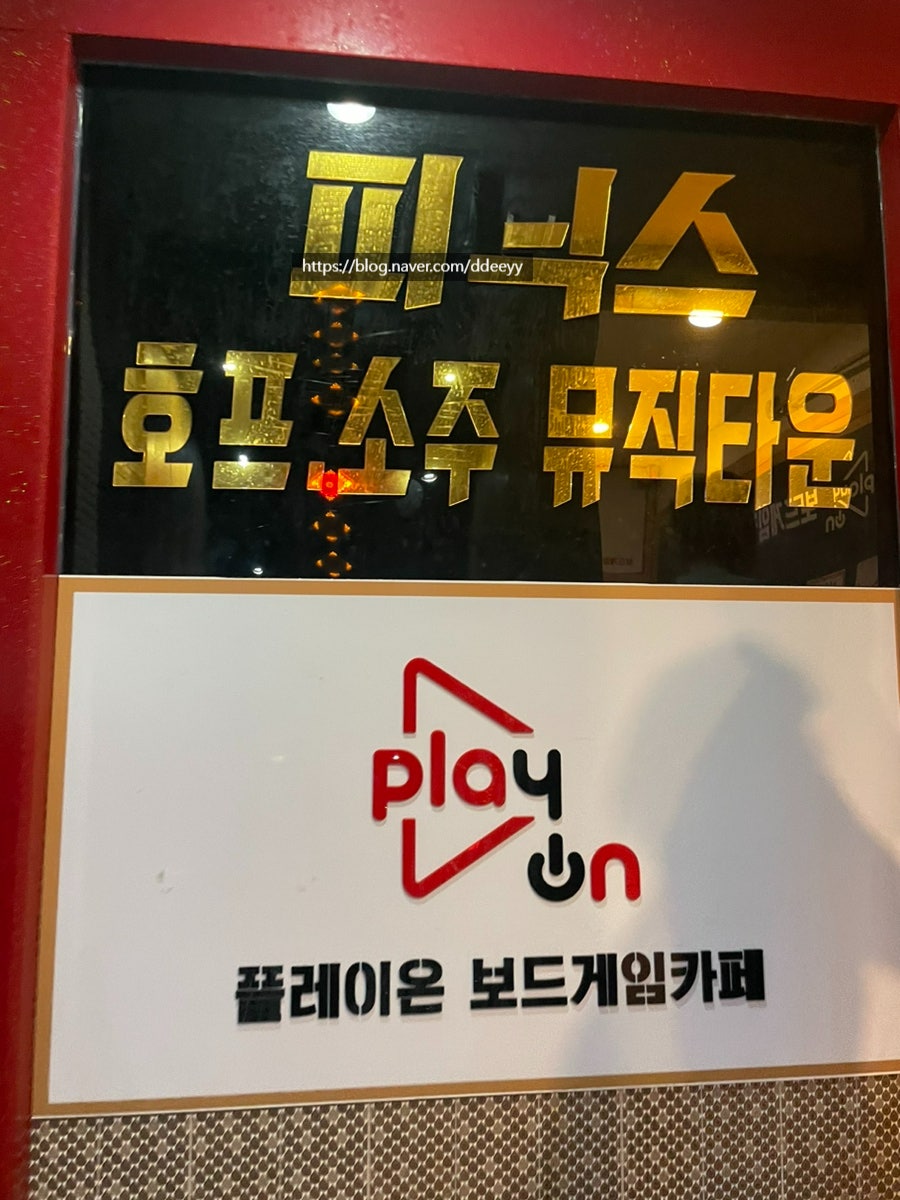 피닉스
https://blog.naver.com/ddeeyy
호프.소주 뮤직타운
play
on
플레이온 보드게임카페